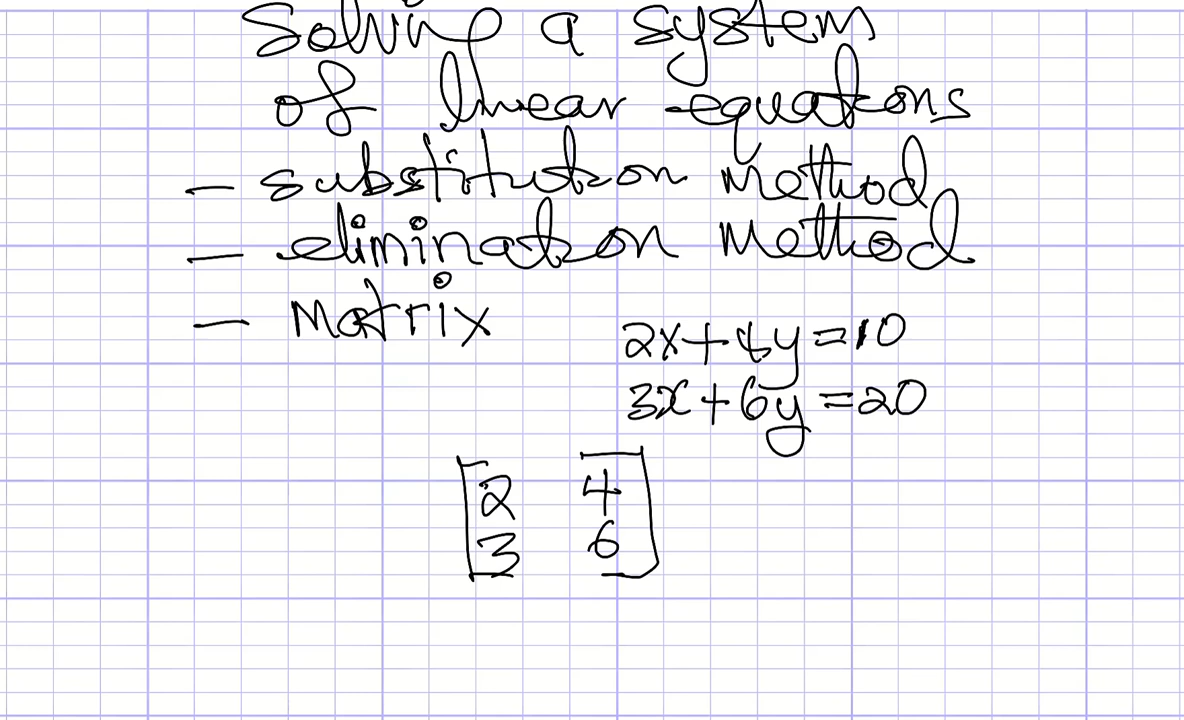 Solving a system
of linear equations
- substitution method
- elimination method
- Matrix
2x+4y=10
3x+6y=20
2 4
3 6